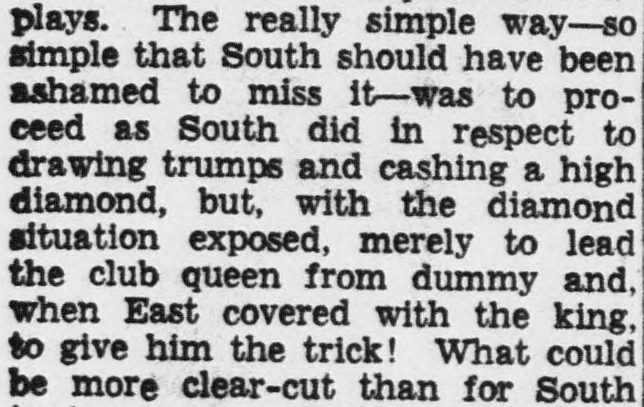 plays. The really simple way—so
simple that South should have been
ashamed to miss it—was to pro-
ceed as South did in respect to
drawing trumps and cashing a high
diamond, but, with the diamond
situation exposed, merely to lead
the club queen from dummy and,
when East covered with the king,
to give him the trick! What could
be more clear-cut than for South